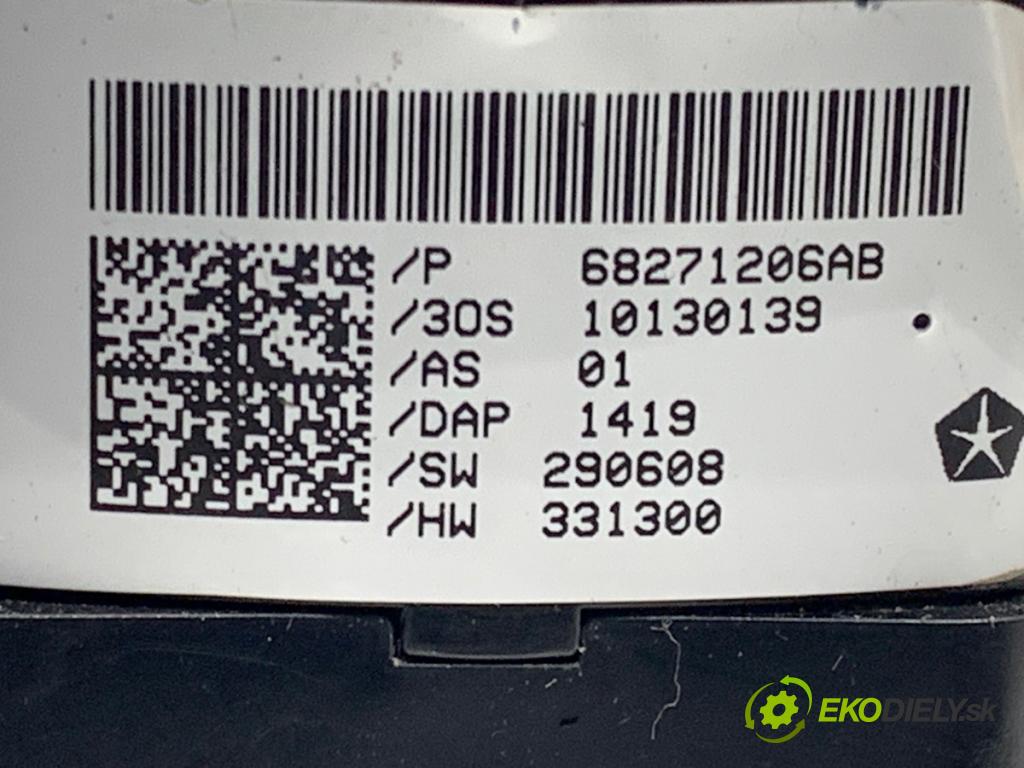 /P 68271206AB
/3OS 10130139
/AS 01
/DAP 1419
/SW 290608
/HW 331300
EKODIELY.sk